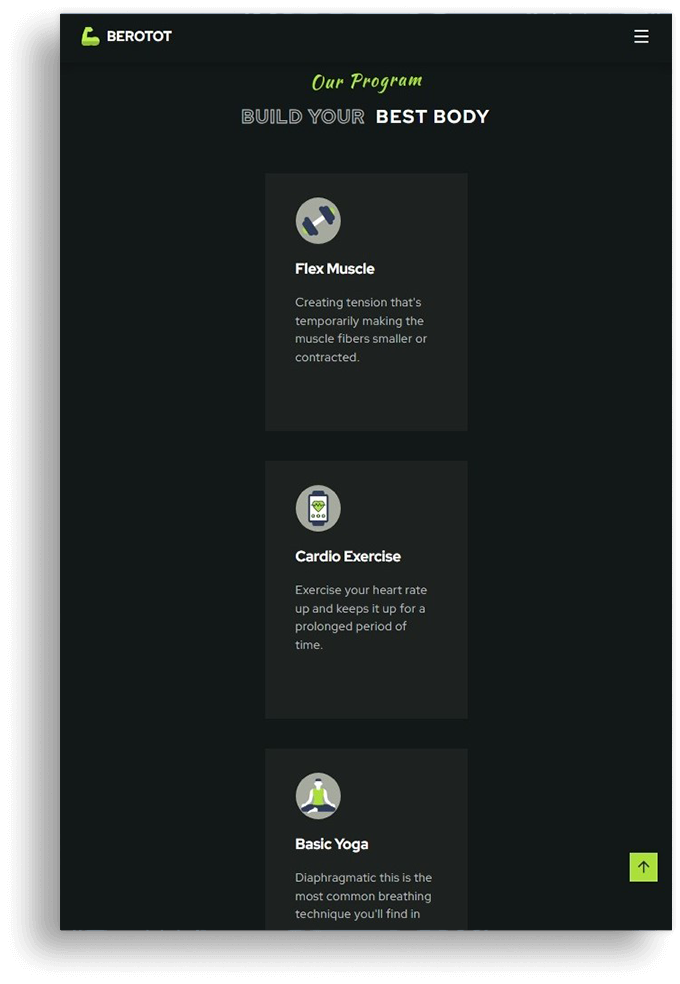 BEROTOT
Our Program
BUILD YOUR BEST BODY
Flex Muscle
Creating tension that's
temporarily making the
muscle fibers smaller or
contracted.
Cardio Exercise
Exercise your heart rate
up and keeps it up for a
prolonged period of
time.
Basic Yoga
Diaphragmatic this is the
most common breathing
technique you'll find in